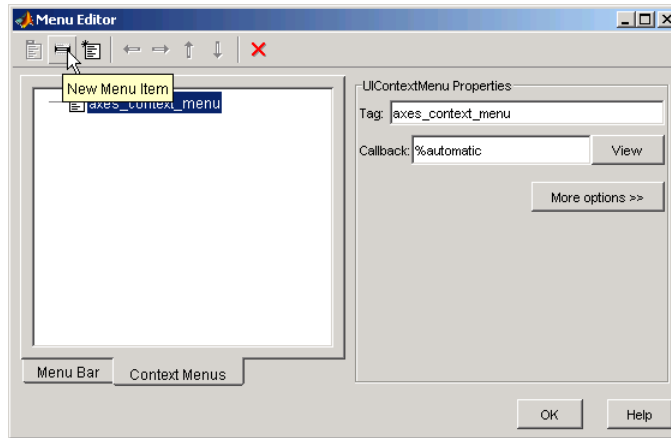 Menu Editor
New Menu Item
axes_context_menu
UIContextMenu Properties
Tag: axes_context_menu
Callback: %automatic View
More options >>
Menu Bar Context Menus
OK Help